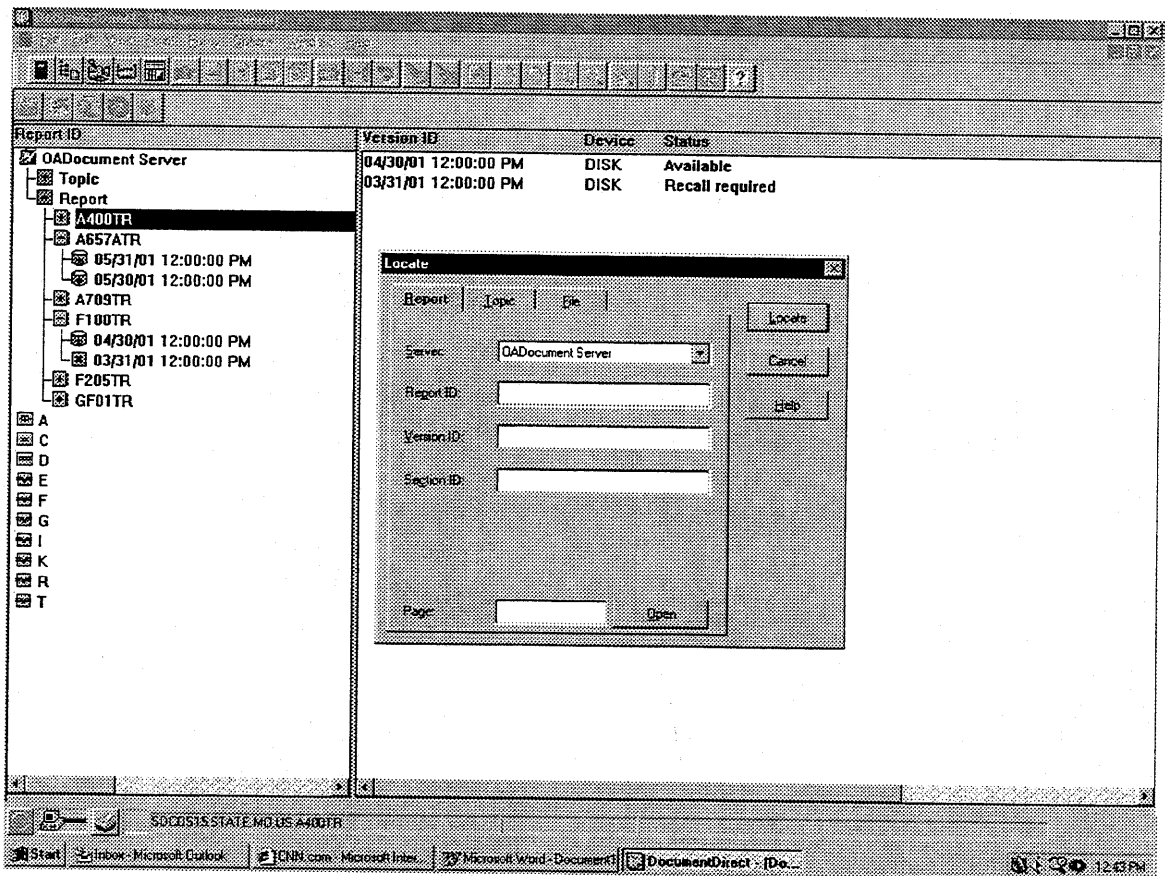 Report ID
Version ID Device Status
OADocument Server
Topic
Report
A400TR
A657ATR
05/31/01 12:00:00 PM
05/30/01 12:00:00 PM
A709TR
F100TR
04/30/01 12:00:00 PM
03/31/01 12:00:00 PM
F205TR
GF01TR
A
C
D
E
F
G
I
K
R
T
04/30/01 12:00:00 PM DISK Available
03/31/01 12:00:00 PM DISK Recall required
Locate
Report Topic File
Server: OADocument Server
Report ID:
Version ID:
Section ID:
Page: Open
Locate
Cancel
Help
SDC0S15.STATE.MO.US A400TR
Start Inbox - Microsoft Outlook CNN.com - Microsoft Inter... Microsoft Word - Document1 DocumentDirect - [Do... 12:43 PM